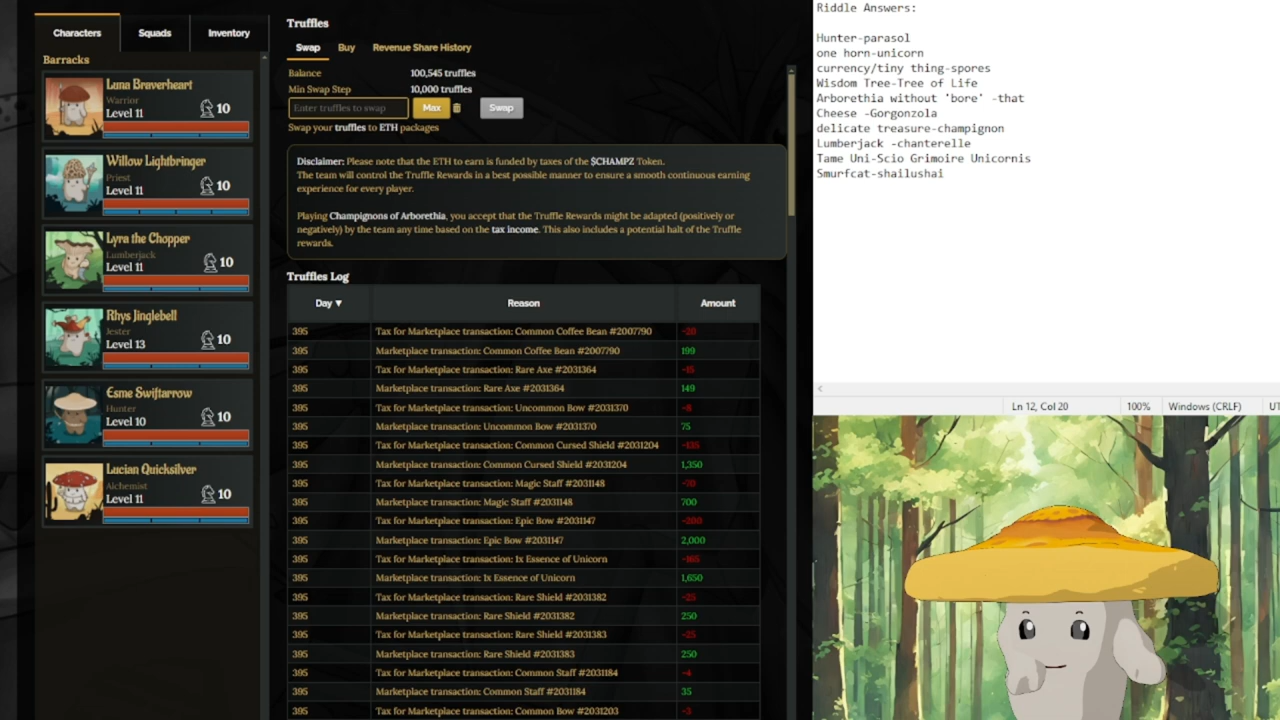 Characters
Squads
Inventory
Barracks
Luna Braverheart
Warrior
Level 11
10
Willow Lightbringer
Priest
Level 11
10
Lyra the Chopper
Lumberjack
Level 11
10
Rhys Jinglebell
Jester
Level 13
10
Esme Swiftarrow
Hunter
Level 10
10
Lucian Quicksilver
Alchemist
Level 11
10
Truffles
Swap Buy Revenue Share History
Balance 100,545 truffles
Min Swap Step 10,000 truffles
Enter truffles to swap Max Swap
Swap your truffles to ETH packages
Disclaimer: Please note that the ETH to earn is funded by taxes of the $CHAMPZ Token.
The team will control the Truffle Rewards in a best possible manner to ensure a smooth continuous earning
experience for every player.
Playing Champignons of Arborethia, you accept that the Truffle Rewards might be adapted (positively or
negatively) by the team any time based on the tax income. This also includes a potential halt of the Truffle
rewards.
Truffles Log
Day ▼ Reason Amount
395 Tax for Marketplace transaction: Common Coffee Bean #2007790 -20
395 Marketplace transaction: Common Coffee Bean #2007790 199
395 Tax for Marketplace transaction: Rare Axe #2031364 -15
395 Marketplace transaction: Rare Axe #2031364 149
395 Tax for Marketplace transaction: Uncommon Bow #2031370 -8
395 Marketplace transaction: Uncommon Bow #2031370 75
395 Tax for Marketplace transaction: Common Cursed Shield #2031204 -135
395 Marketplace transaction: Common Cursed Shield #2031204 1,350
395 Tax for Marketplace transaction: Magic Staff #2031148 -70
395 Marketplace transaction: Magic Staff #2031148 700
395 Tax for Marketplace transaction: Epic Bow #2031147 -200
395 Marketplace transaction: Epic Bow #2031147 2,000
395 Tax for Marketplace transaction: 1x Essence of Unicorn -165
395 Marketplace transaction: 1x Essence of Unicorn 1,650
395 Tax for Marketplace transaction: Rare Shield #2031382 -25
395 Marketplace transaction: Rare Shield #2031382 250
395 Tax for Marketplace transaction: Rare Shield #2031383 -25
395 Marketplace transaction: Rare Shield #2031383 250
395 Tax for Marketplace transaction: Common Staff #2031184 -4
395 Marketplace transaction: Common Staff #2031184 35
395 Tax for Marketplace transaction: Common Bow #2031203 -3
Riddle Answers:
Hunter-parasol
one horn-unicorn
currency/tiny thing-spores
Wisdom Tree-Tree of Life
Arborethia without 'bore' -that
Cheese -Gorgonzola
delicate treasure-champignon
Lumberjack -chanterelle
Tame Uni-Scio Grimoire Unicornis
Smurfcat-shailushai
Ln 12, Col 20 100% Windows (CRLF) UT